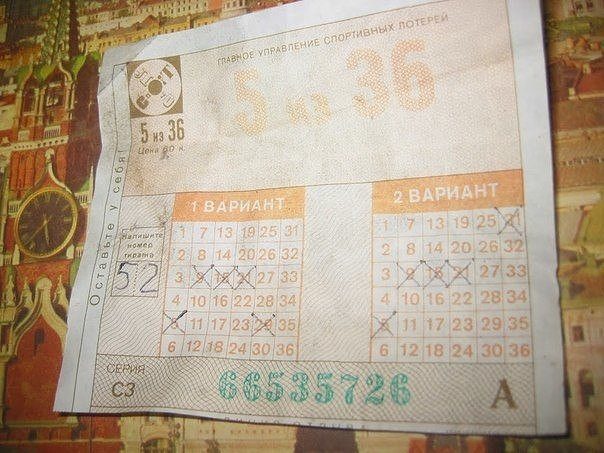 ГЛАВНОЕ УПРАВЛЕНИЕ СПОРТИВНЫХ ЛОТЕРЕЙ
5 из 36
5 из 36
Цена 60 к.
Оставьте у себя!
Напишите
номер
тиража
52
1 ВАРИАНТ
1 7 13 19 25 31
2 8 14 20 26 32
3 9 15 21 27 33
4 10 16 22 28 34
5 11 17 23 29 35
6 12 18 24 30 36
2 ВАРИАНТ
1 7 13 19 25 31
2 8 14 20 26 32
3 9 15 21 27 33
4 10 16 22 28 34
5 11 17 23 29 35
6 12 18 24 30 36
СЕРИЯ
СЗ
66535726
А